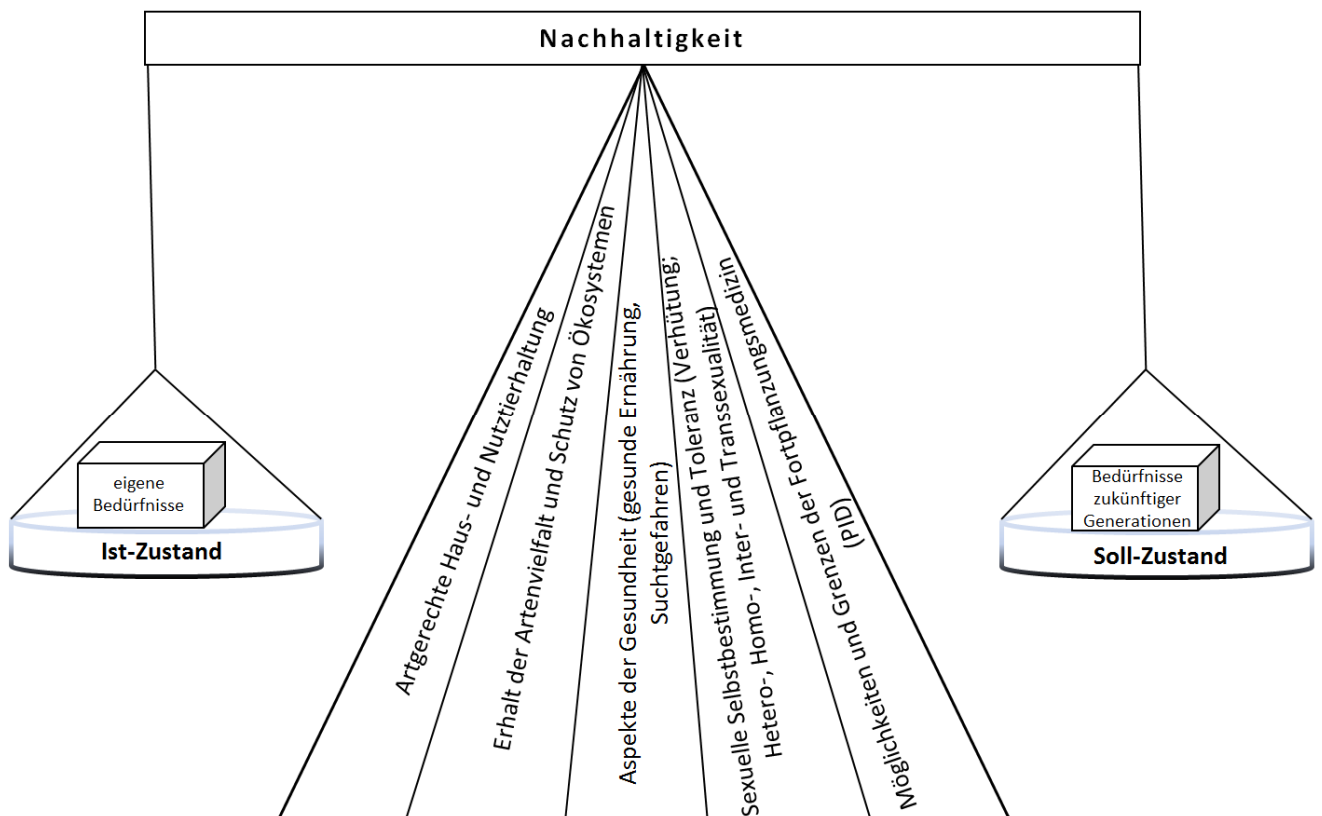 Nachhaltigkeit
eigene
Bedürfnisse
Ist-Zustand
Artgerechte Haus- und Nutztierhaltung
Erhalt der Artenvielfalt und Schutz von Ökosystemen
Aspekte der Gesundheit (gesunde Ernährung,
Suchtgefahren)
Sexuelle Selbstbestimmung und Toleranz (Verhütung;
Hetero-, Homo-, Inter- und Transsexualität)
Möglichkeiten und Grenzen der Fortpflanzungsmedizin
(PID)
Bedürfnisse
zukünftiger
Generationen
Soll-Zustand